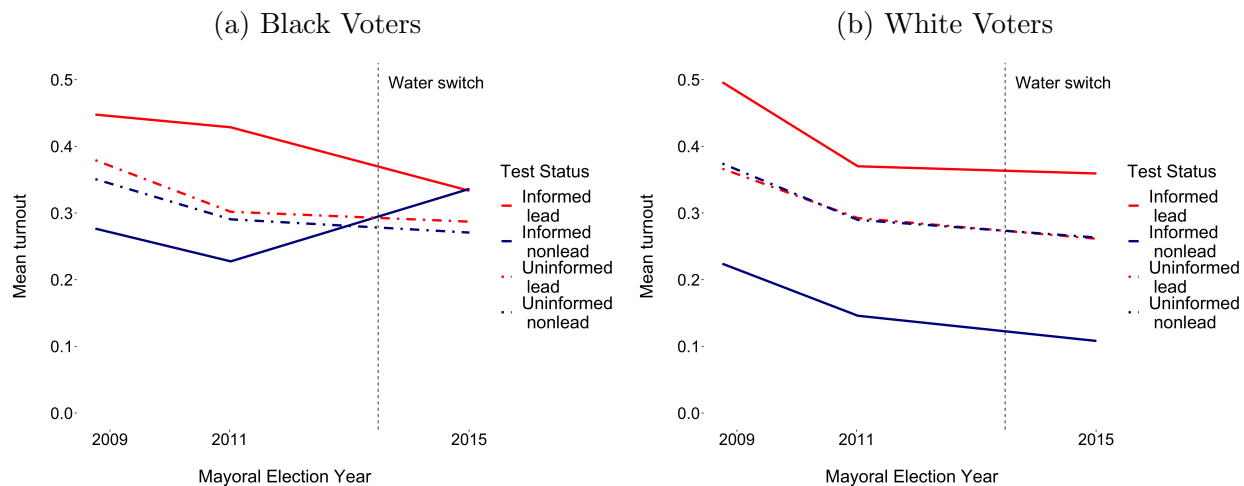 (a) Black Voters
0.5
0.4
0.3
0.2
0.1
0.0
Mean turnout
Water switch
2009
2011
2015
Mayoral Election Year
Test Status
Informed
lead
Informed
nonlead
Uninformed
lead
Uninformed
nonlead
(b) White Voters
0.5
0.4
0.3
0.2
0.1
0.0
Mean turnout
Water switch
2009
2011
2015
Mayoral Election Year
Test Status
Informed
lead
Informed
nonlead
Uninformed
lead
Uninformed
nonlead